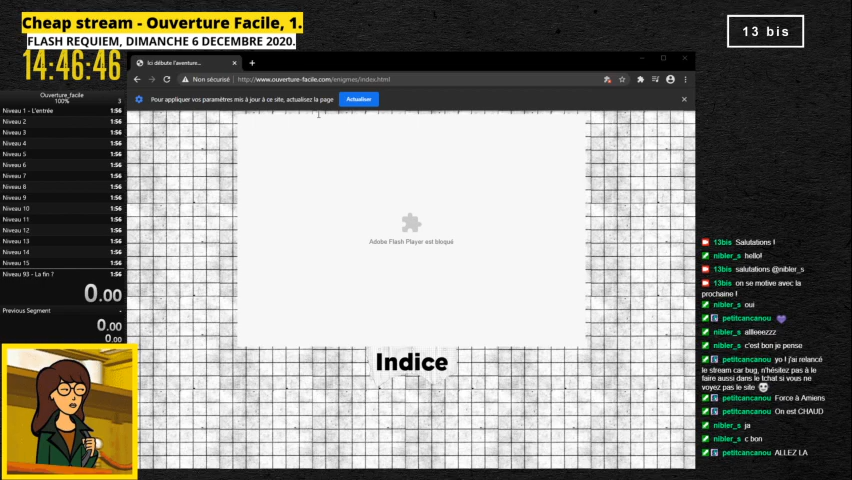 Cheap stream - Ouverture Facile, 1.
FLASH REQUIEM, DIMANCHE 6 DECEMBRE 2020.
14:46:46
13 bis
Ouverture_facile
100% 3
Niveau 1 - L'entrée 1:56
Niveau 2 1:56
Niveau 3 1:56
Niveau 4 1:56
Niveau 5 1:56
Niveau 6 1:56
Niveau 7 1:56
Niveau 8 1:56
Niveau 9 1:56
Niveau 10 1:56
Niveau 11 1:56
Niveau 12 1:56
Niveau 13 1:56
Niveau 14 1:56
Niveau 15 1:56
Niveau 93 - La fin ? 1:56
0.00
Previous Segment -
0.00
0.00
Ici débute l'aventure...
Non sécurisé | http://www.ouverture-facile.com/enigmes/index.html
Pour appliquer vos paramètres mis à jour à ce site, actualisez la page Actualiser
Adobe Flash Player est bloqué
Indice
13bis Salutations !
nibler_s hello!
13bis salutations @nibler_s
13bis on se motive avec la
prochaine !
nibler_s oui
petitcancanou
nibler_s allleeezzz
nibler_s c'est bon je pense
petitcancanou yo ! j'ai relancé
le stream car bug, n'hésitez pas à le
faire aussi dans le tchat si vous ne
voyez pas le site
petitcancanou Force à Amiens
petitcancanou On est CHAUD
nibler_s ja
nibler_s c bon
petitcancanou ALLEZ LA